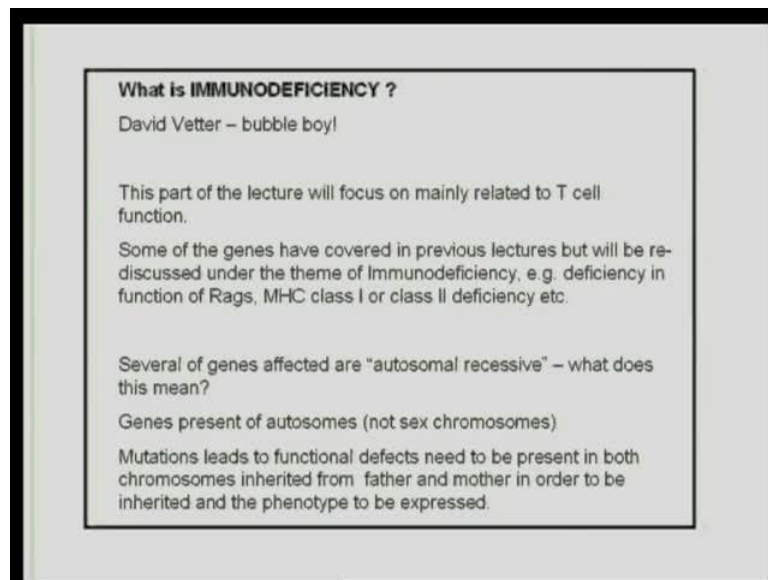 What is IMMUNODEFICIENCY ?
David Vetter – bubble boy!
This part of the lecture will focus on mainly related to T cell
function.
Some of the genes have covered in previous lectures but will be re-
discussed under the theme of Immunodeficiency, e.g. deficiency in
function of Rags, MHC class I or class II deficiency etc.
Several of genes affected are "autosomal recessive" – what does
this mean?
Genes present of autosomes (not sex chromosomes)
Mutations leads to functional defects need to be present in both
chromosomes inherited from father and mother in order to be
inherited and the phenotype to be expressed.